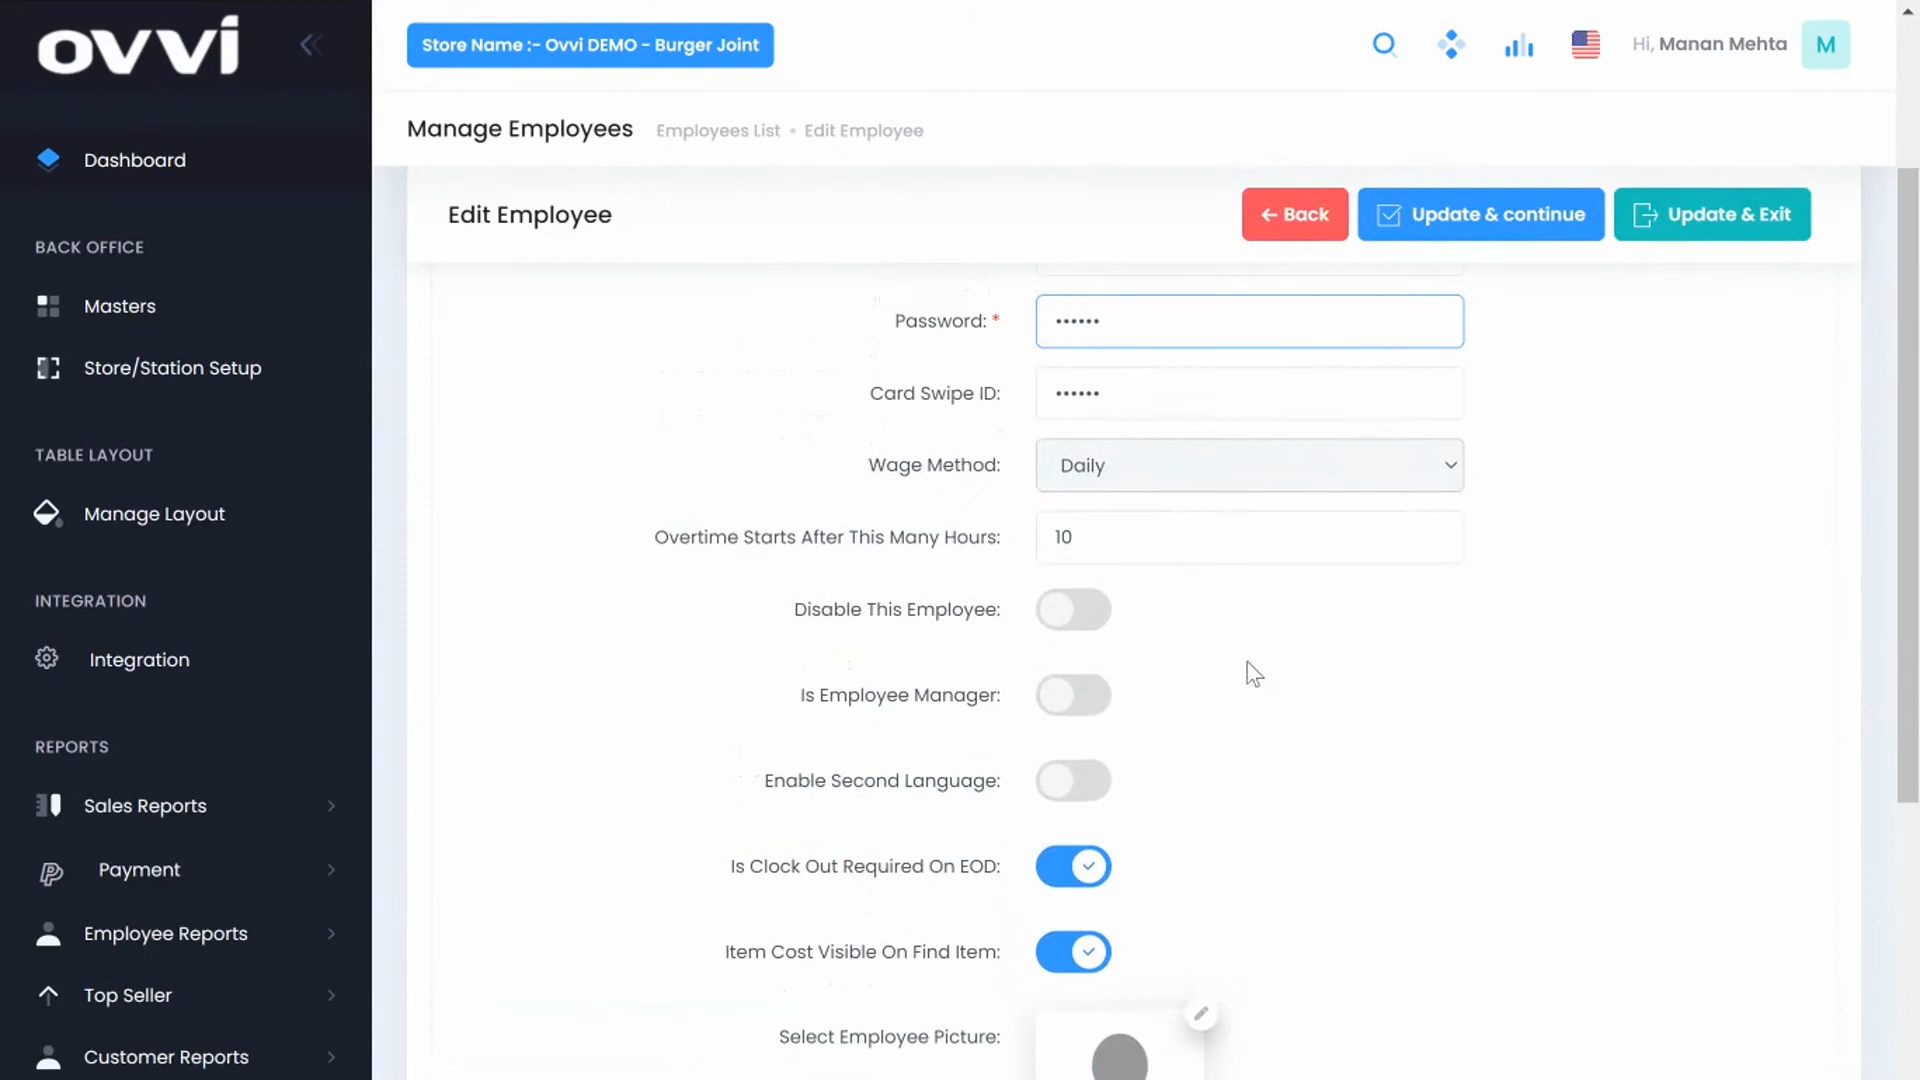 ovvi
Store Name :- Ovvi DEMO - Burger Joint
Hi, Manan Mehta
M
Manage Employees
Employees List • Edit Employee
Dashboard
BACK OFFICE
Masters
Store/Station Setup
TABLE LAYOUT
Manage Layout
INTEGRATION
Integration
REPORTS
Sales Reports
Payment
Employee Reports
Top Seller
Customer Reports
Edit Employee
← Back
Update & continue
Update & Exit
Password: * ••••••
Card Swipe ID: ••••••
Wage Method: Daily
Overtime Starts After This Many Hours: 10
Disable This Employee:
Is Employee Manager:
Enable Second Language:
Is Clock Out Required On EOD:
Item Cost Visible On Find Item:
Select Employee Picture: